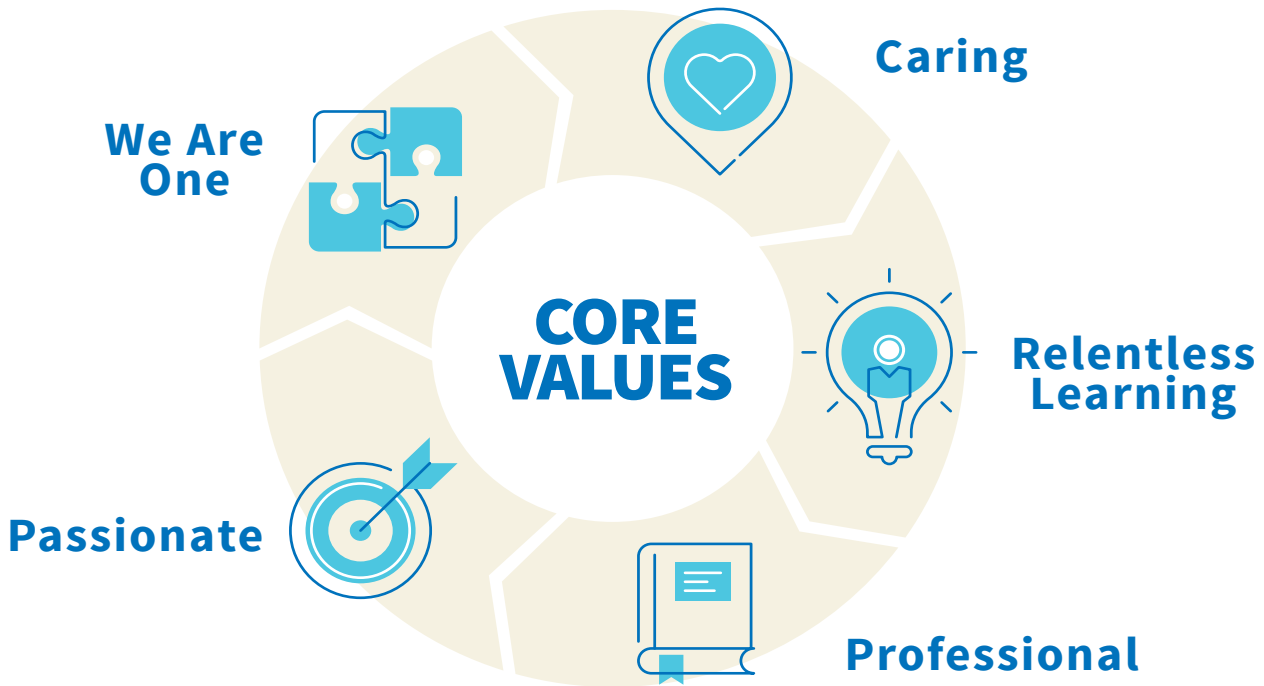 Caring
We Are
One
CORE
VALUES
Relentless
Learning
Passionate
Professional